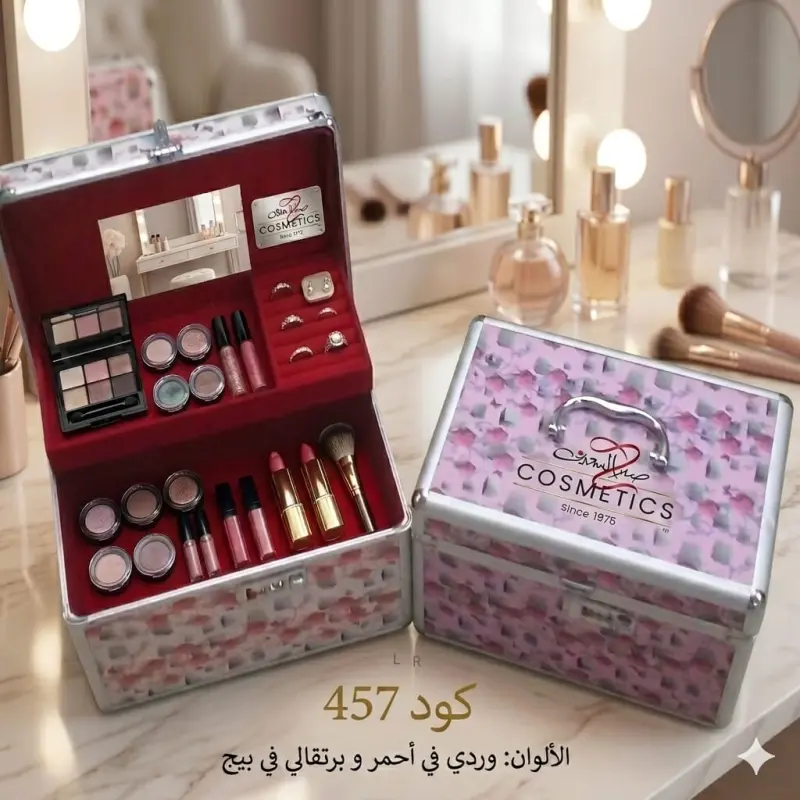 COSMETICS
COSMETICS
Since 1975
L R
كود 457
الألوان: وردي في أحمر و برتقالي في بيج